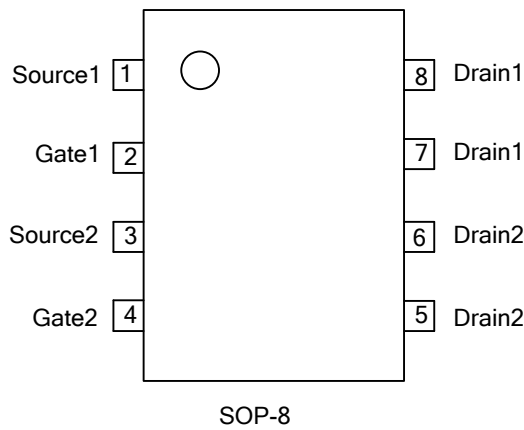 Source1 1 8 Drain1
Gate1 2 7 Drain1
Source2 3 6 Drain2
Gate2 4 5 Drain2
SOP-8